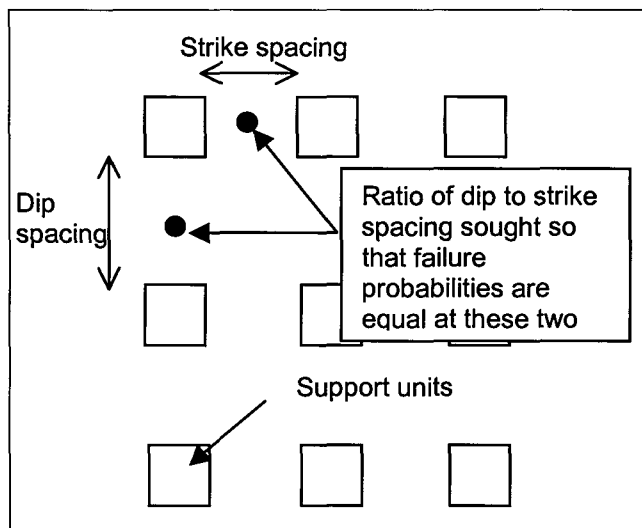 Strike spacing
Dip
spacing
Ratio of dip to strike
spacing sought so
that failure
probabilities are
equal at these two
Support units